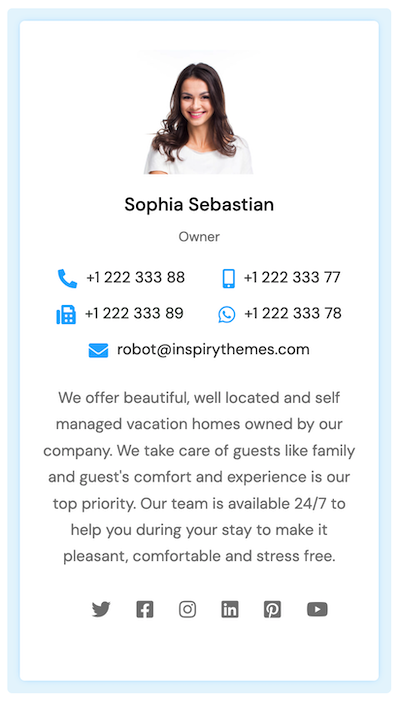 Sophia Sebastian
Owner
+1 222 333 88
+1 222 333 77
+1 222 333 89
+1 222 333 78
robot@inspirythemes.com
We offer beautiful, well located and self
managed vacation homes owned by our
company. We take care of guests like family
and guest's comfort and experience is our
top priority. Our team is available 24/7 to
help you during your stay to make it
pleasant, comfortable and stress free.